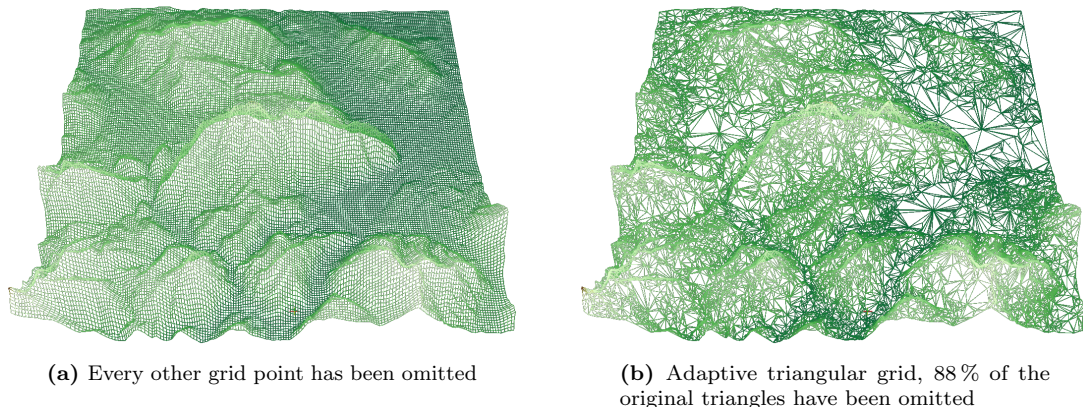 (a) Every other grid point has been omitted
(b) Adaptive triangular grid, 88 % of the
original triangles have been omitted